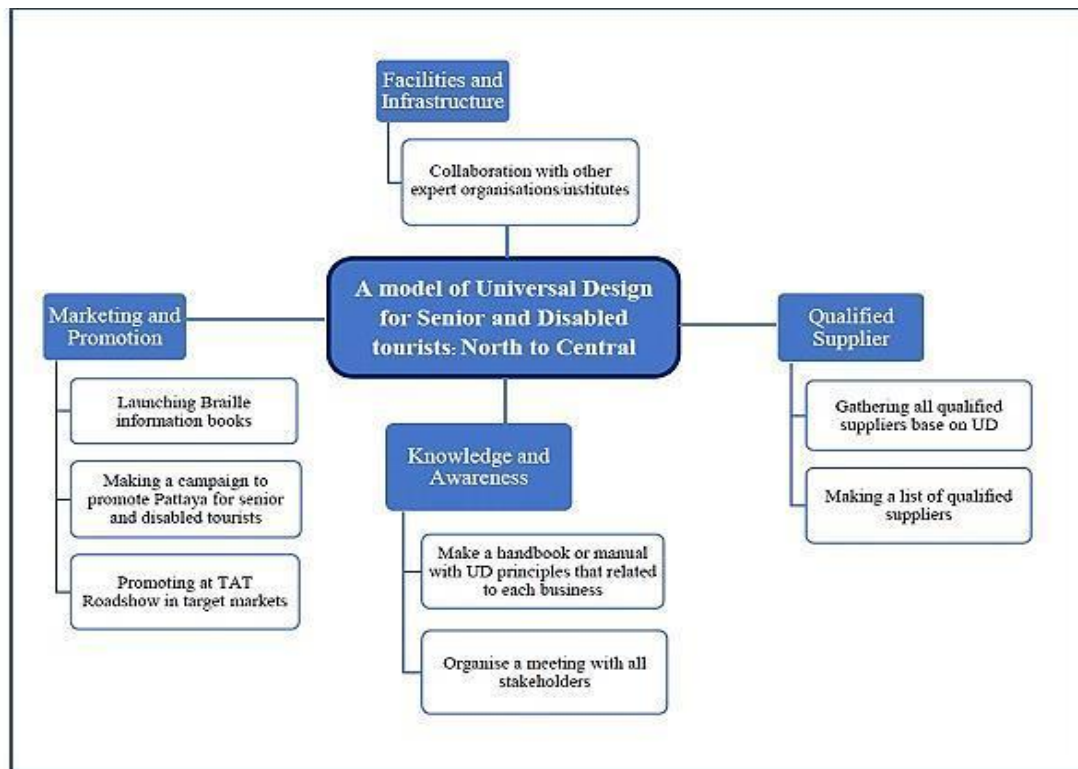 Facilities and
Infrastructure
Collaboration with other
expert organisations/institutes
A model of Universal Design
for Senior and Disabled
tourists: North to Central
Marketing and
Promotion
Launching Braille
information books
Making a campaign to
promote Pattaya for senior
and disabled tourists
Promoting at TAT
Roadshow in target markets
Knowledge and
Awareness
Make a handbook or manual
with UD principles that related
to each business
Organise a meeting with all
stakeholders
Qualified
Supplier
Gathering all qualified
suppliers base on UD
Making a list of qualified
suppliers